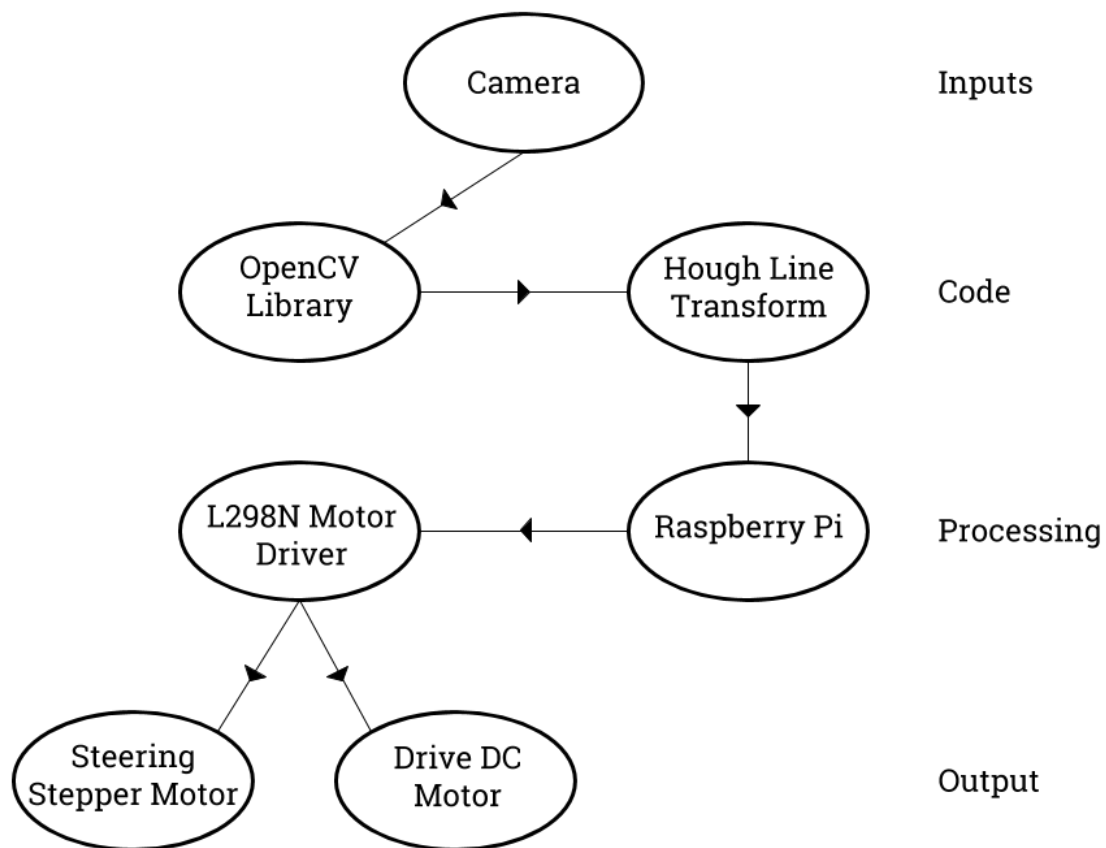 Camera
Inputs
OpenCV
Library
Hough Line
Transform
Code
L298N Motor
Driver
Raspberry Pi
Processing
Steering
Stepper Motor
Drive DC
Motor
Output